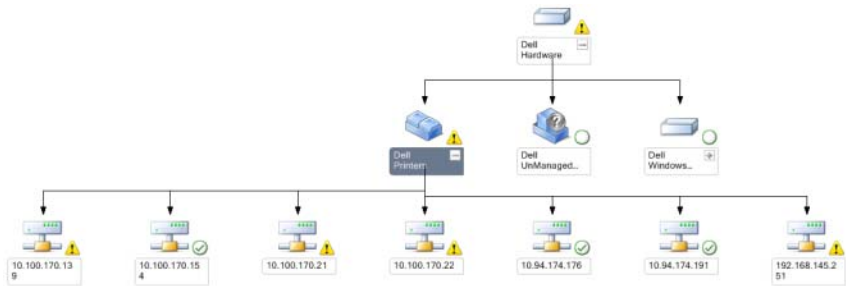 Dell
Hardware
Dell
Printers
Dell
UnManaged...
Dell
Windows...
10.100.170.13
9
10.100.170.15
4
10.100.170.21
10.100.170.22
10.94.174.176
10.94.174.191
192.168.145.2
51